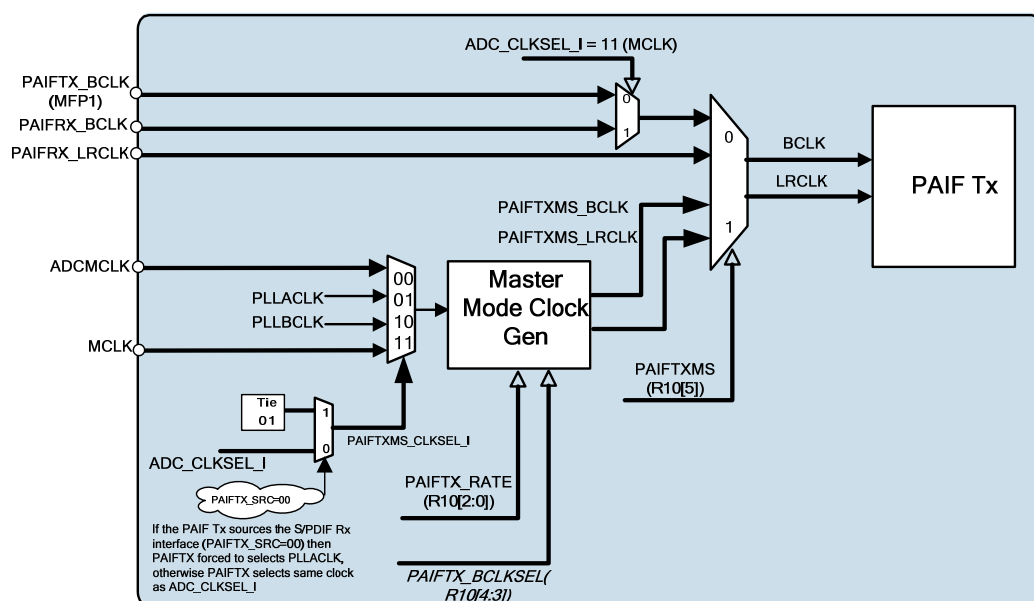 ADC_CLKSEL_I = 11 (MCLK)
PAIFTX_BCLK
(MFP1)
PAIFRX_BCLK
PAIFRX_LRCLK
0
1
0
1
BCLK
LRCLK
PAIF Tx
PAIFTXMS_BCLK
PAIFTXMS_LRCLK
ADCMCLK
PLLACLK
PLLBCLK
MCLK
00
01
10
11
Master
Mode Clock
Gen
PAIFTXMS
(R10[5])
Tie
01
1
0
PAIFTXMS_CLKSEL_I
ADC_CLKSEL_I
PAIFTX_SRC=00
PAIFTX_RATE
(R10[2:0])
If the PAIF Tx sources the S/PDIF Rx
interface (PAIFTX_SRC=00) then
PAIFTX forced to selects PLLACLK,
otherwise PAIFTX selects same clock
as ADC_CLKSEL_I
PAIFTX_BCLKSEL(
R10[4:3])